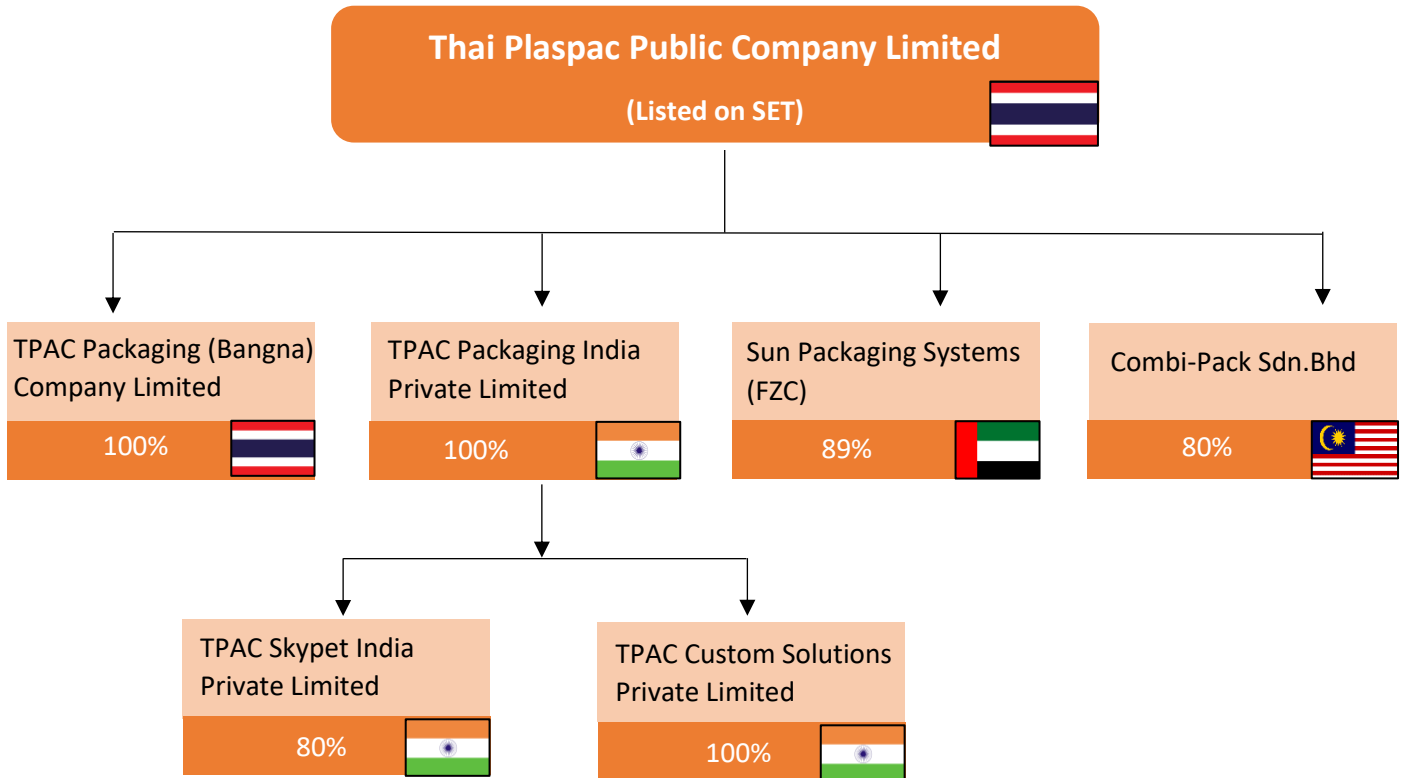 Thai Plaspac Public Company Limited
(Listed on SET)
TPAC Packaging (Bangna)
Company Limited
100%
TPAC Packaging India
Private Limited
100%
Sun Packaging Systems
(FZC)
89%
Combi-Pack Sdn.Bhd
80%
TPAC Skypet India
Private Limited
80%
TPAC Custom Solutions
Private Limited
100%